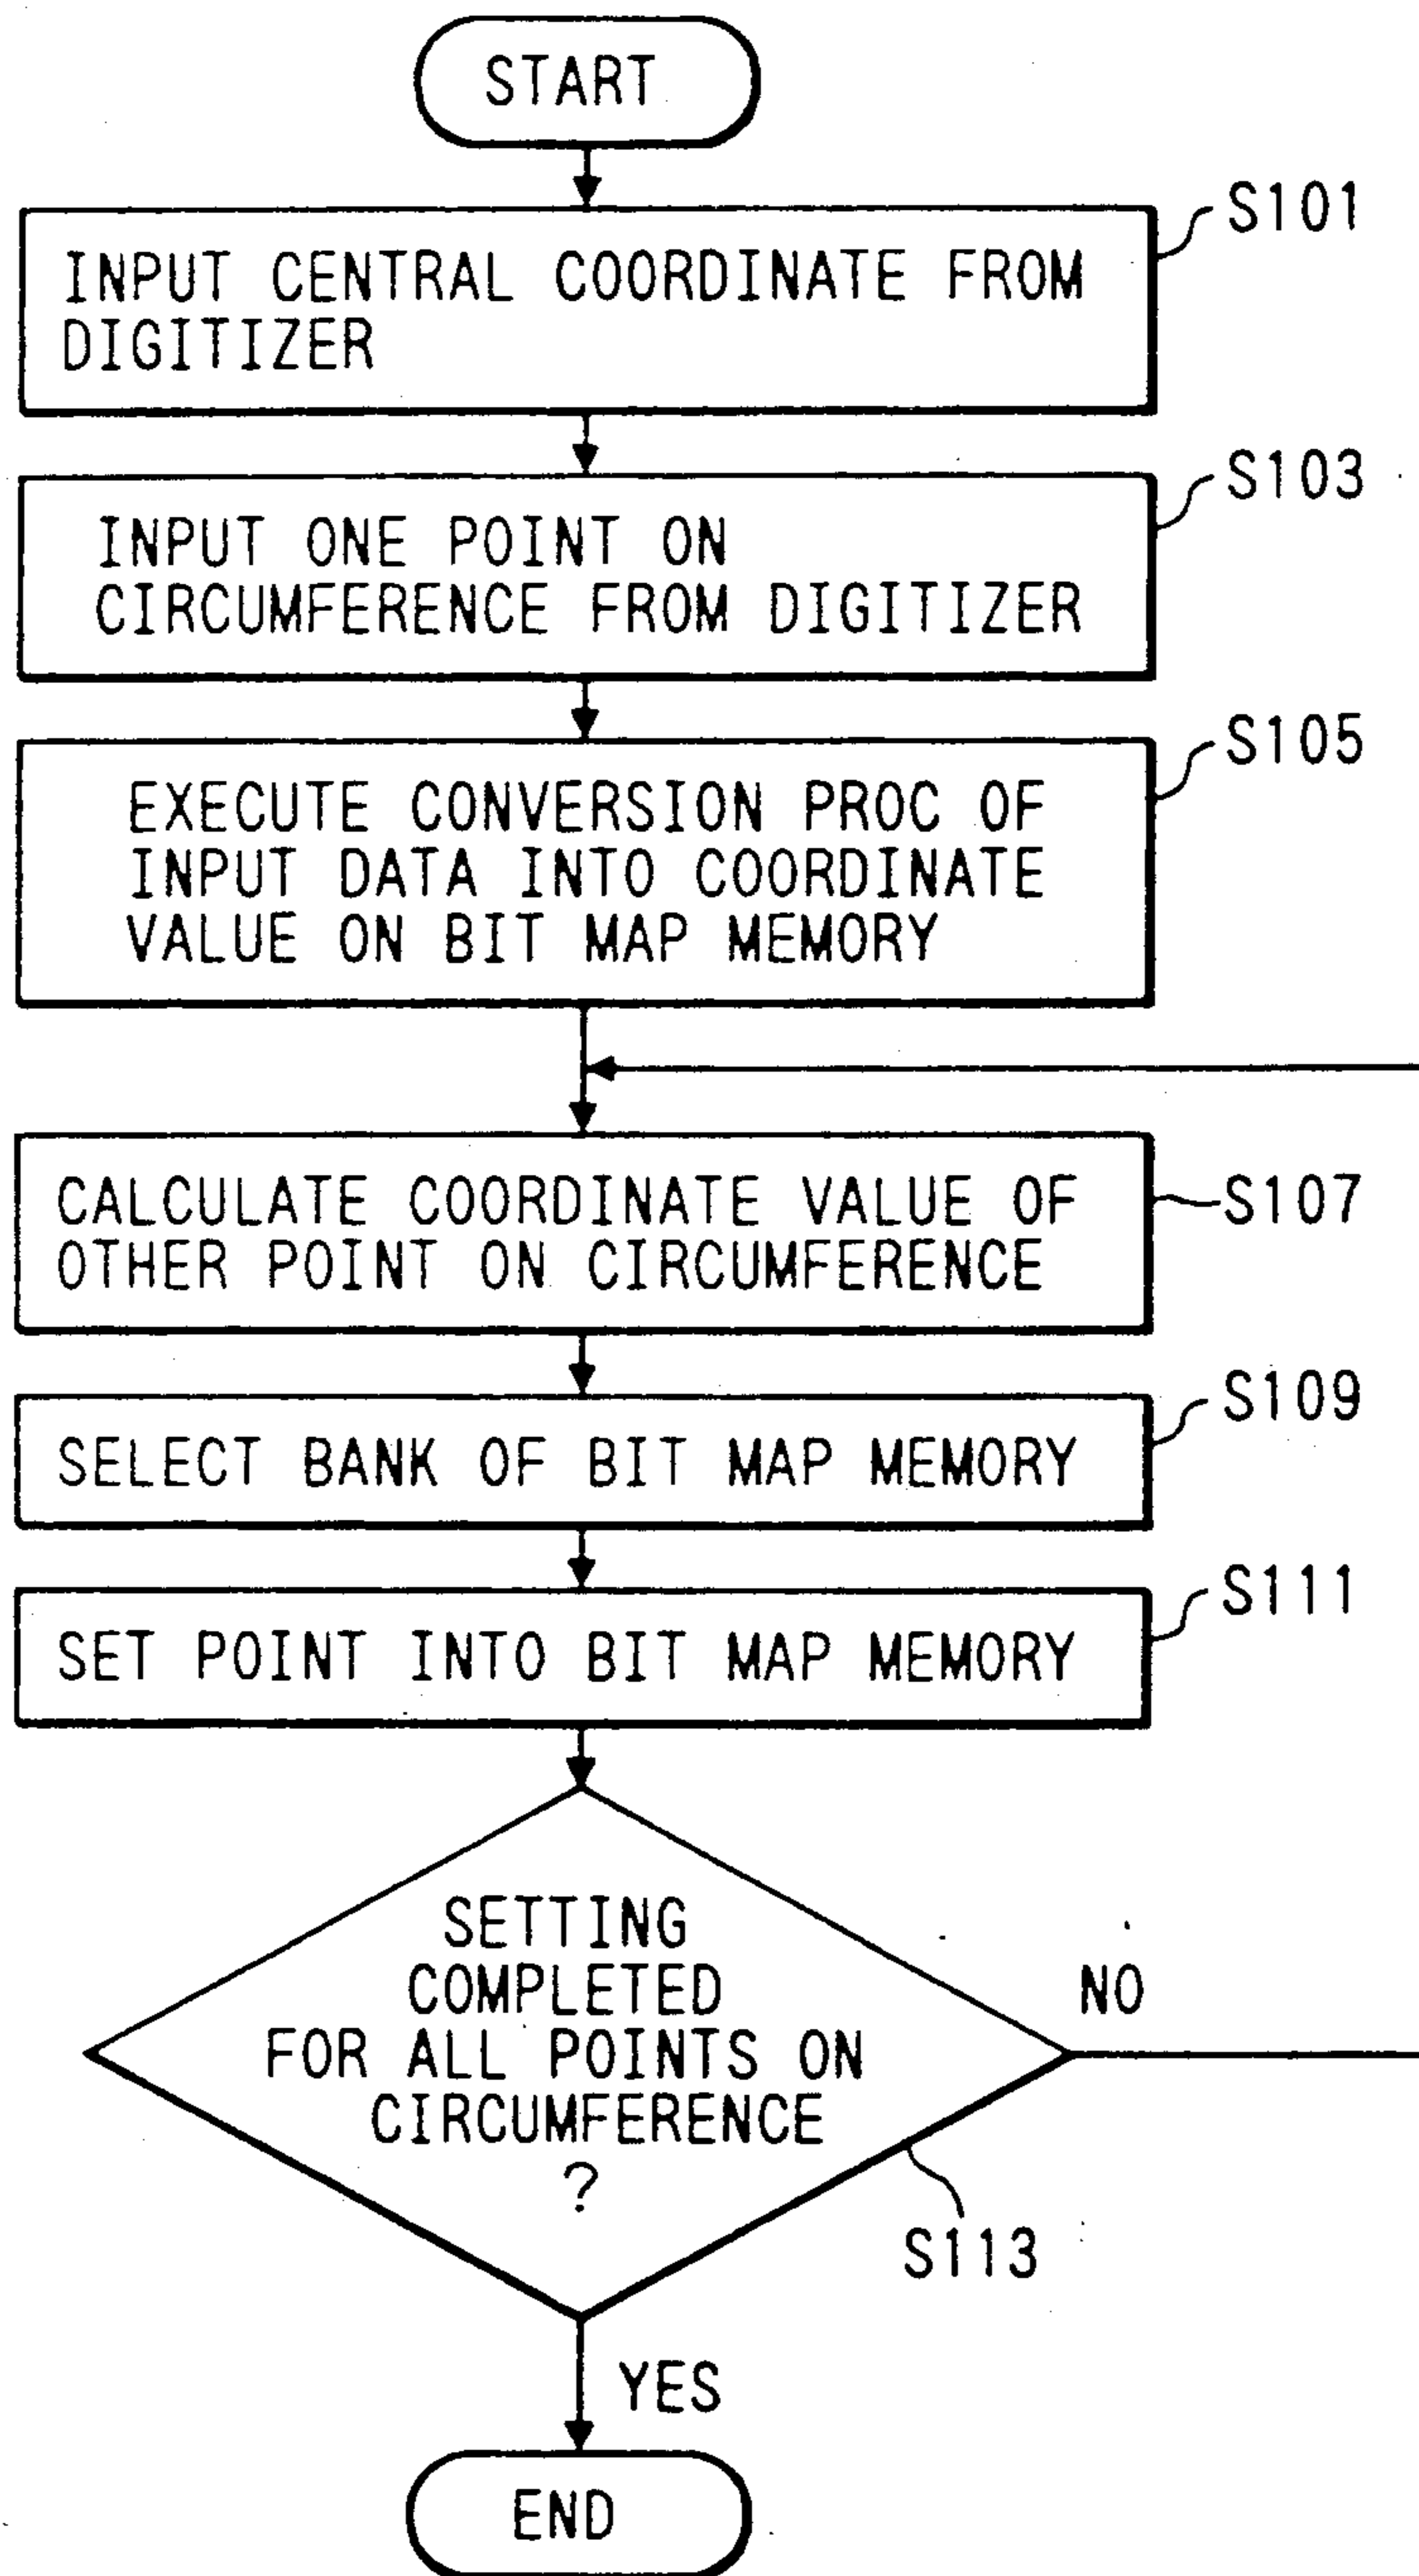 START
S101
INPUT CENTRAL COORDINATE FROM
DIGITIZER
S103
INPUT ONE POINT ON
CIRCUMFERENCE FROM DIGITIZER
S105
EXECUTE CONVERSION PROC OF
INPUT DATA INTO COORDINATE
VALUE ON BIT MAP MEMORY
CALCULATE COORDINATE VALUE OF
OTHER POINT ON CIRCUMFERENCE
S107
S109
SELECT BANK OF BIT MAP MEMORY
S111
SET POINT INTO BIT MAP MEMORY
SETTING
COMPLETED
FOR ALL POINTS ON
CIRCUMFERENCE
?
NO
S113
YES
END